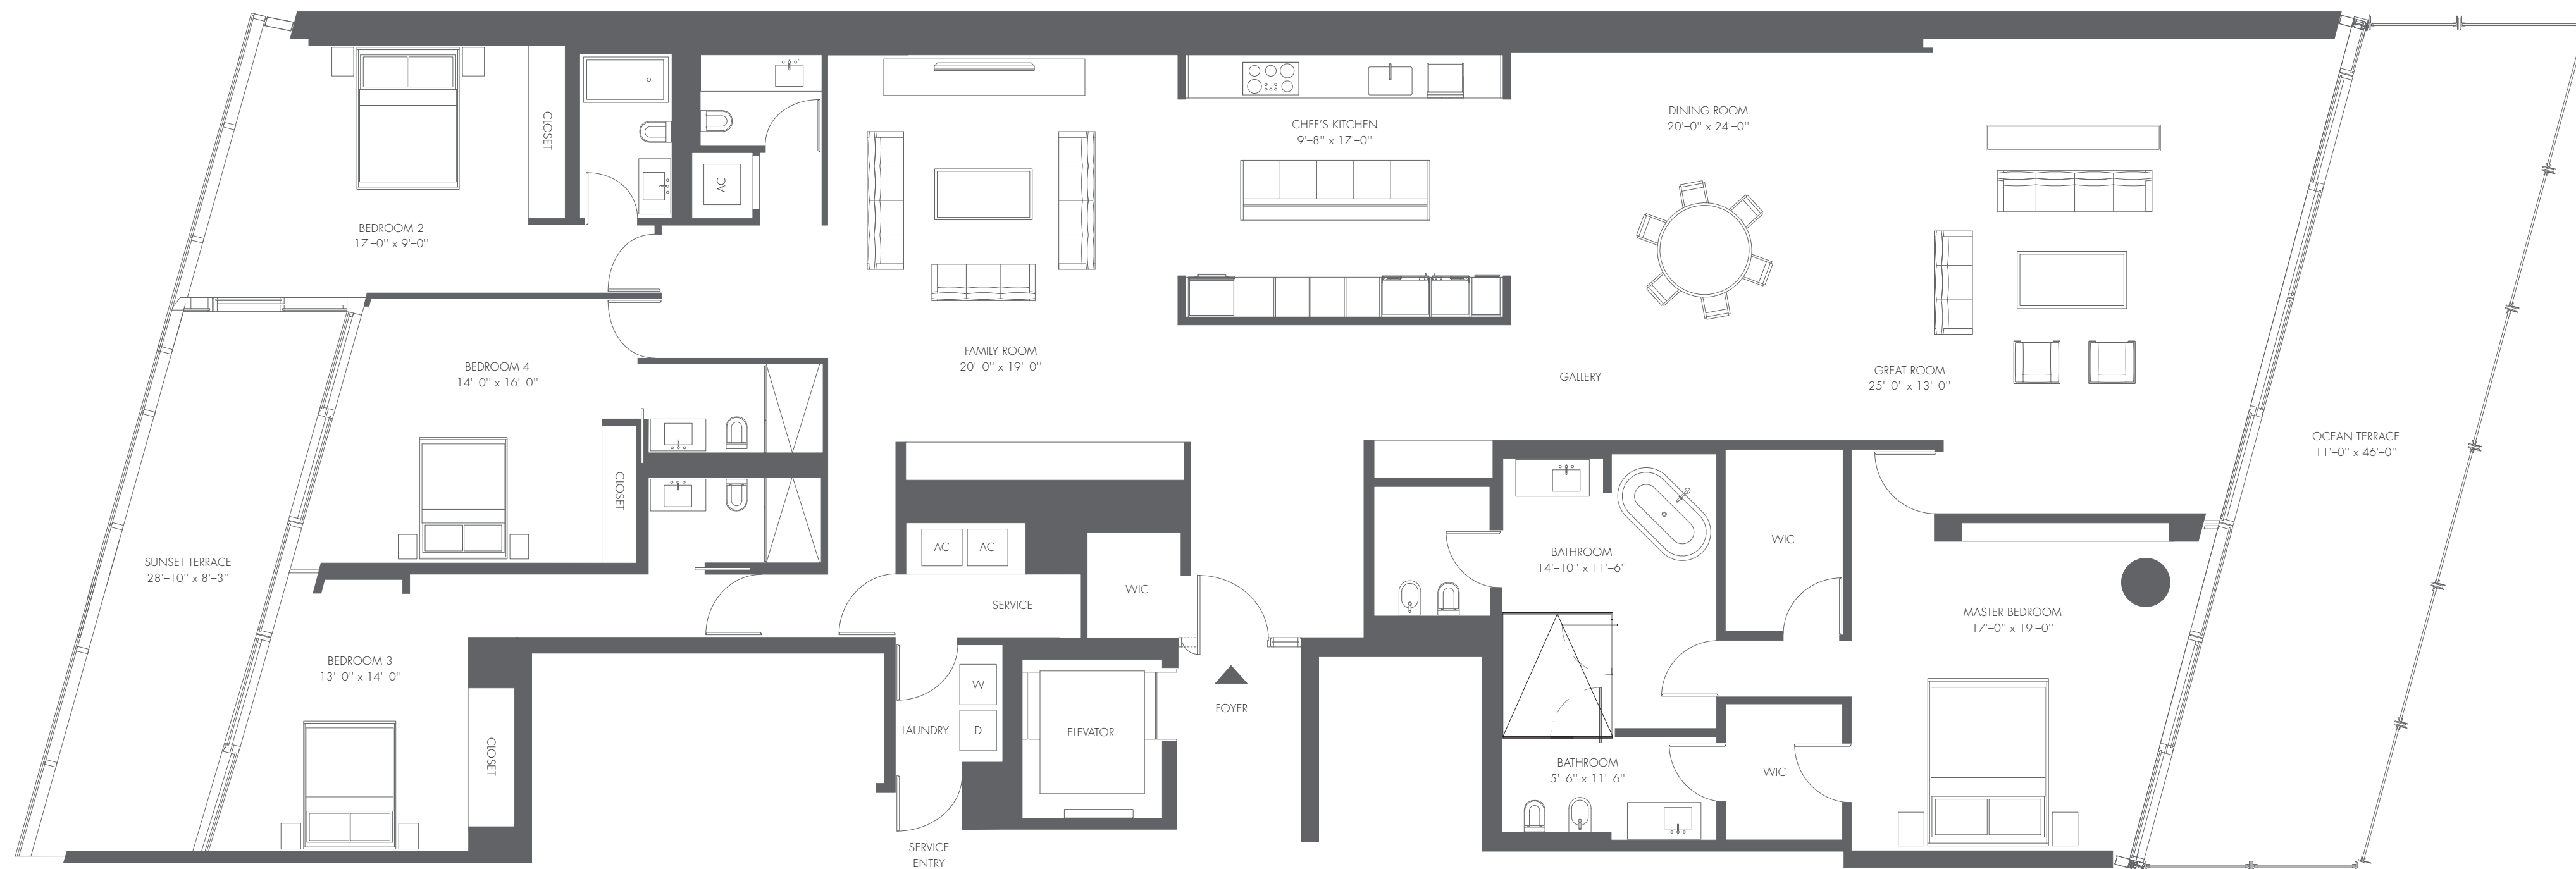 BEDROOM 2
17'–0'' x 9'–0''
CLOSET
AC
CHEF'S KITCHEN
9'–8'' x 17'–0''
DINING ROOM
20'–0'' x 24'–0''
BEDROOM 4
14'–0'' x 16'–0''
CLOSET
FAMILY ROOM
20'–0'' x 19'–0''
GALLERY
GREAT ROOM
25'–0'' x 13'–0''
OCEAN TERRACE
11'–0'' x 46'–0''
SUNSET TERRACE
28'–10'' x 8'–3''
AC
AC
SERVICE
WIC
BATHROOM
14'–10'' x 11'–6''
WIC
MASTER BEDROOM
17'–0'' x 19'–0''
BEDROOM 3
13'–0'' x 14'–0''
CLOSET
W
LAUNDRY
D
ELEVATOR
FOYER
BATHROOM
5'–6'' x 11'–6''
WIC
SERVICE
ENTRY